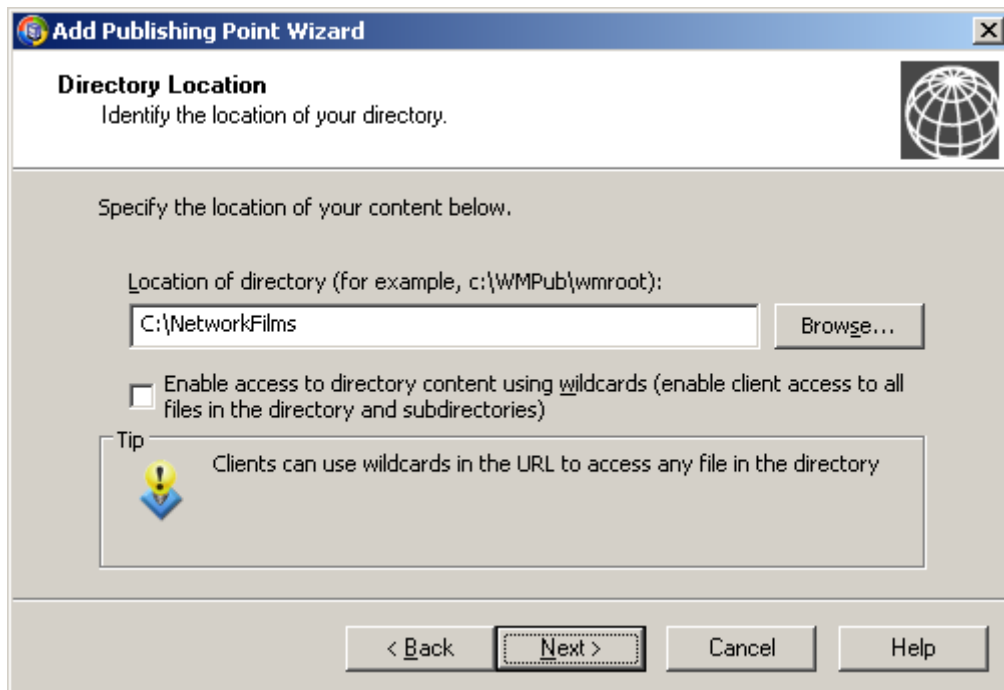 Add Publishing Point Wizard
Directory Location
Identify the location of your directory.
Specify the location of your content below.
Location of directory (for example, c:\WMPub\wmroot):
C:\NetworkFilms
Browse...
Enable access to directory content using wildcards (enable client access to all
files in the directory and subdirectories)
Tip
Clients can use wildcards in the URL to access any file in the directory
< Back
Next >
Cancel
Help